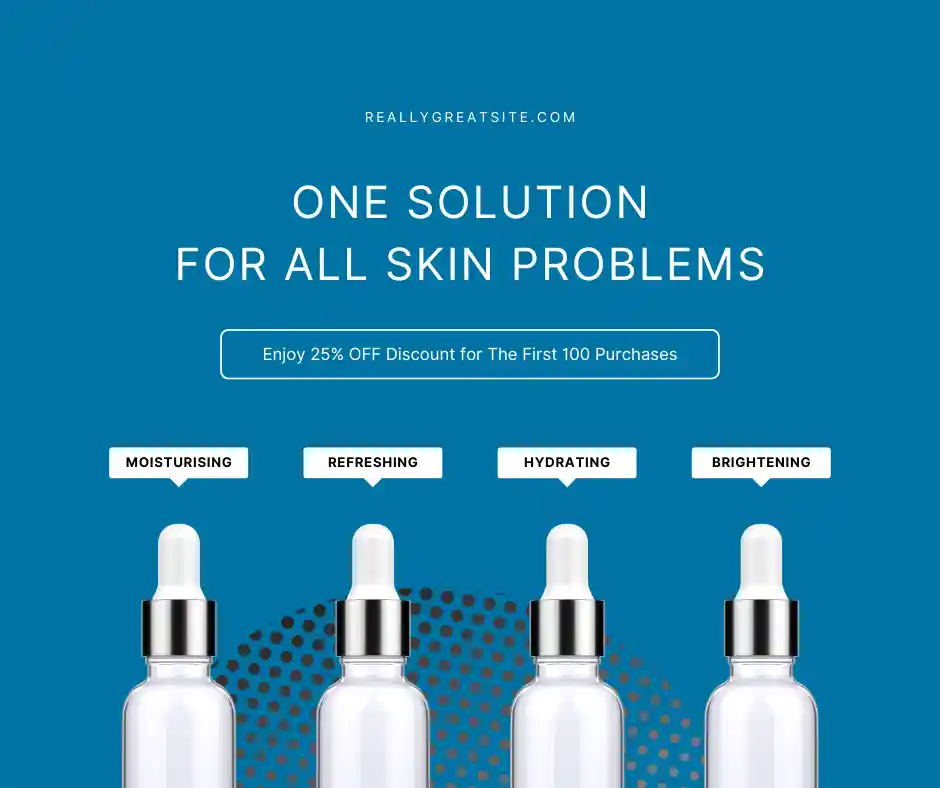 REALLYGREATSITE.COM
ONE SOLUTION
FOR ALL SKIN PROBLEMS
Enjoy 25% OFF Discount for The First 100 Purchases
MOISTURISING
REFRESHING
HYDRATING
BRIGHTENING